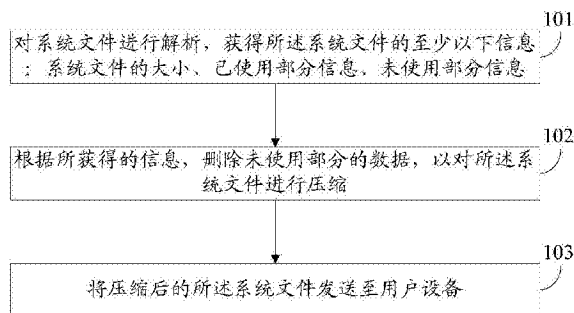 101
对系统文件进行解析，获得所述系统文件的至少以下信息
：系统文件的大小、已使用部分信息、未使用部分信息
102
根据所获得的信息，删除未使用部分的数据，以对所述系
统文件进行压缩
103
将压缩后的所述系统文件发送至用户设备